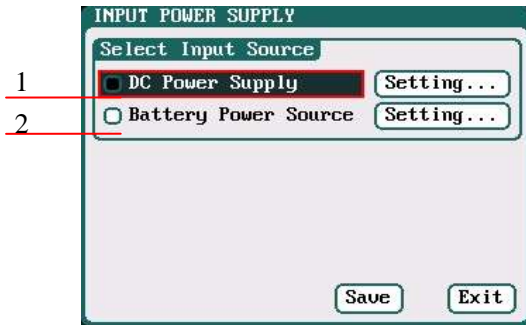 INPUT POWER SUPPLY
Select Input Source
1 DC Power Supply Setting...
2 Battery Power Source Setting...
Save Exit